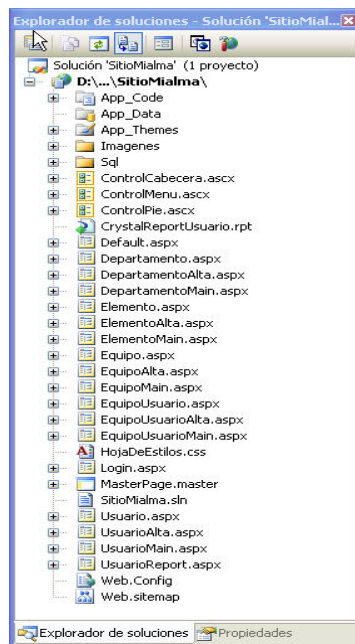 Explorador de soluciones - Solución 'SitioMial...
Solución 'SitioMialma' (1 proyecto)
D:\...\SitioMialma\
App_Code
App_Data
App_Themes
Imagenes
Sql
ControlCabecera.ascx
ControlMenu.ascx
ControlPie.ascx
CrystalReportUsuario.rpt
Default.aspx
Departamento.aspx
DepartamentoAlta.aspx
DepartamentoMain.aspx
Elemento.aspx
ElementoAlta.aspx
ElementoMain.aspx
Equipo.aspx
EquipoAlta.aspx
EquipoMain.aspx
EquipoUsuario.aspx
EquipoUsuarioAlta.aspx
EquipoUsuarioMain.aspx
HojaDeEstilos.css
Login.aspx
MasterPage.master
SitioMialma.sln
Usuario.aspx
UsuarioAlta.aspx
UsuarioMain.aspx
UsuarioReport.aspx
Web.Config
Web.sitemap
Explorador de soluciones Propiedades